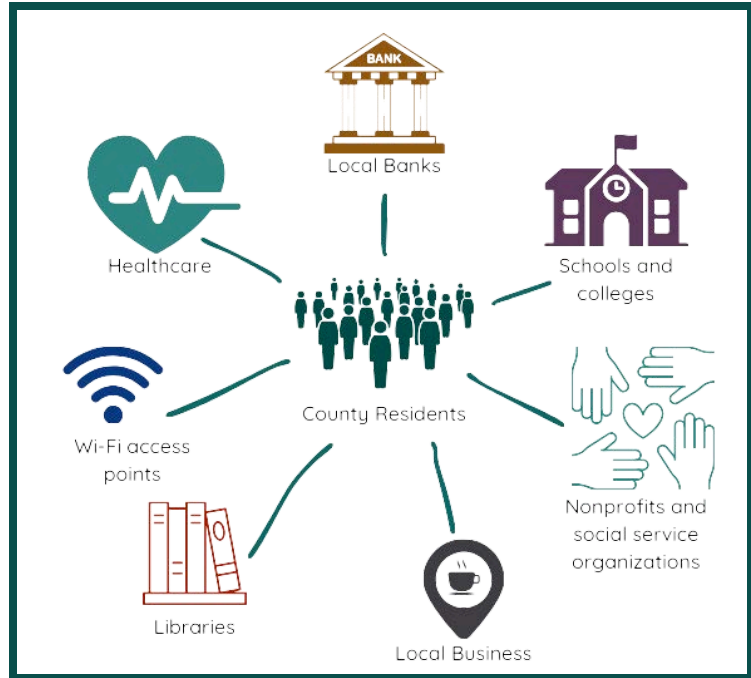 BANK
Local Banks
Healthcare
Schools and
colleges
County Residents
Wi-Fi access
points
Nonprofits and
social service
organizations
Libraries
Local Business